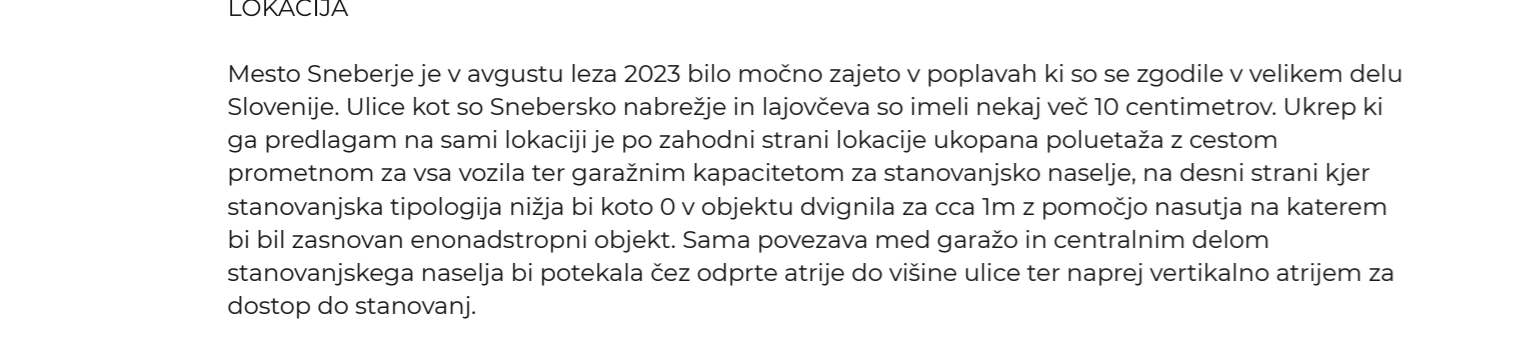 LOKACIJA
Mesto Sneberje je v avgustu leza 2023 bilo močno zajeto v poplavah ki so se zgodile v velikem delu
Slovenije. Ulice kot so Snebersko nabrežje in lajovčeva so imeli nekaj več 10 centimetrov. Ukrep ki
ga predlagam na sami lokaciji je po zahodni strani lokacije ukopana poluetaža z cestom
prometnom za vsa vozila ter garažnim kapacitetom za stanovanjsko naselje, na desni strani kjer
stanovanjska tipologija nižja bi koto 0 v objektu dvignila za cca 1m z pomočjo nasutja na katerem
bi bil zasnovan enonadstropni objekt. Sama povezava med garažo in centralnim delom
stanovanjskega naselja bi potekala čez odprte atrije do višine ulice ter naprej vertikalno atrijem za
dostop do stanovanj.